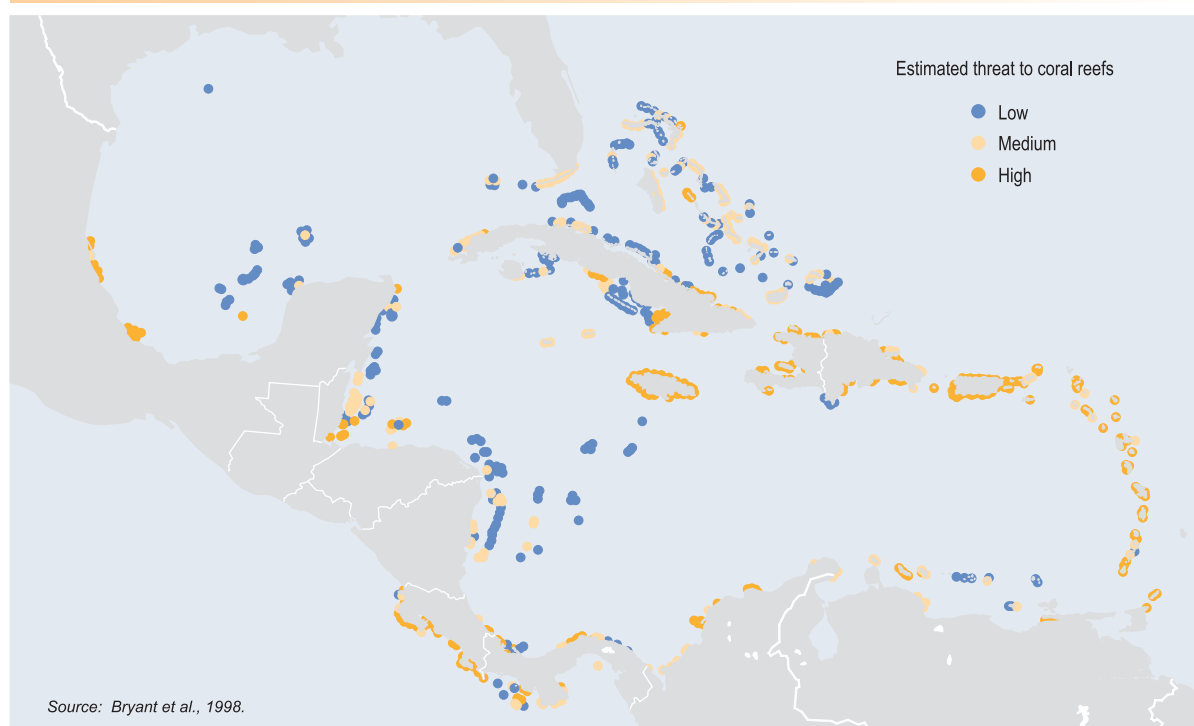 Estimated threat to coral reefs
Low
Medium
High
Source: Bryant et al., 1998.